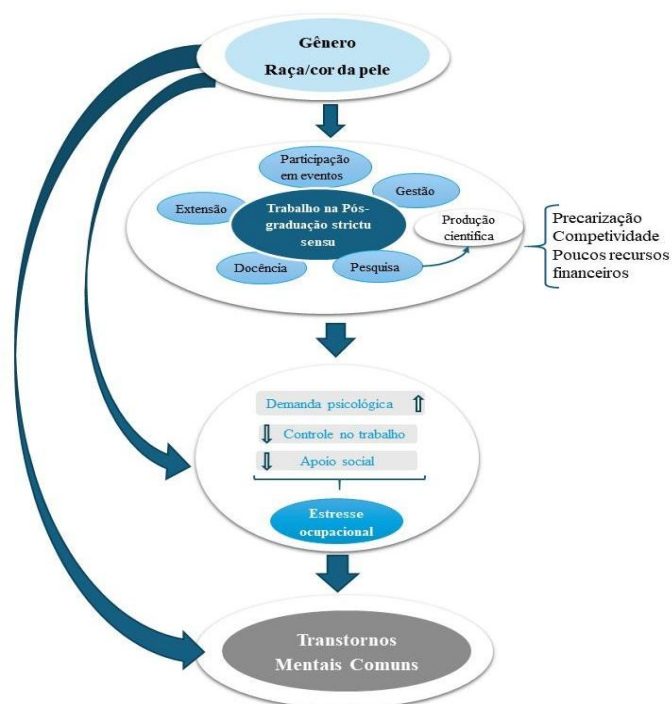 Gênero
Raça/cor da pele
Participação
em eventos
Gestão
Extensão
Trabalho na Pós-
graduação strictu
sensu
Produção
científica
Docência
Pesquisa
Precarização
Competividade
Poucos recursos
financeiros
Demanda psicológica
Controle no trabalho
Apoio social
Estresse
ocupacional
Transtornos
Mentais Comuns